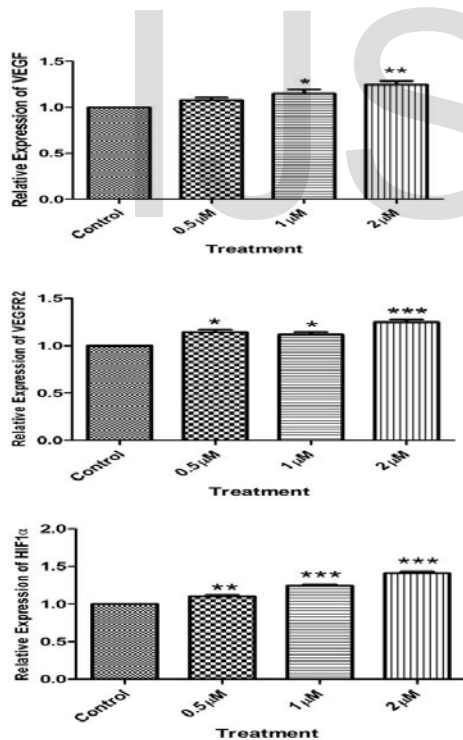 IJS
Relative Expression of VEGF
1.5
1.0
0.5
0.0
*
**
Control
0.5µM
1µM
2µM
Treatment
Relative Expression of VEGFR2
1.5
1.0
0.5
0.0
*
*
***
Control
0.5µM
1µM
2µM
Treatment
Relative Expression of HIF1α
2.0
1.5
1.0
0.5
0.0
**
***
***
Control
0.5µM
1µM
2µM
Treatment